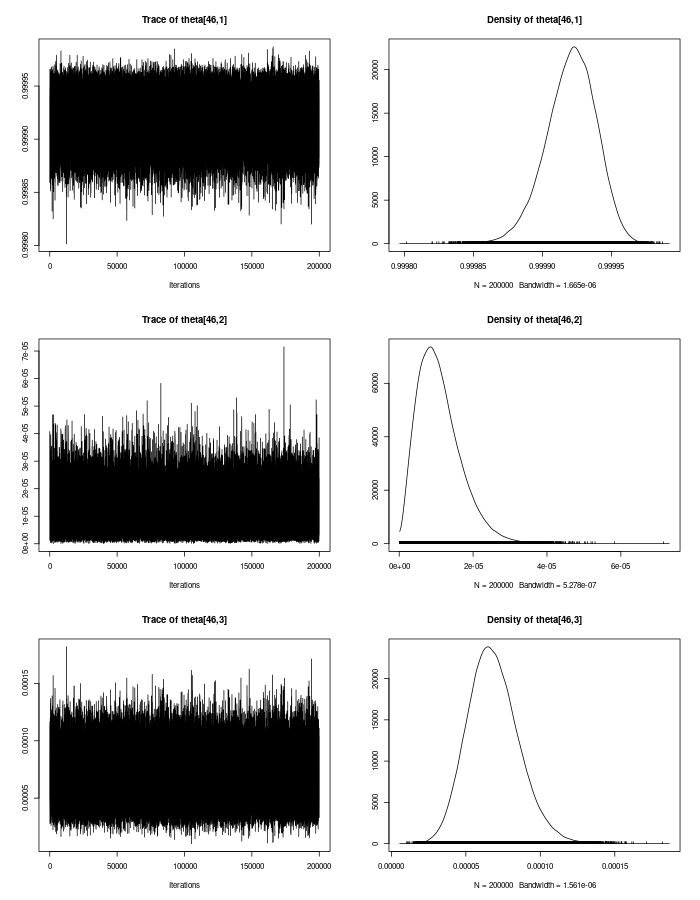 Trace of theta[46,1]
0.99980 0.99985 0.99990 0.99995
0 50000 100000 150000 200000
Iterations
Density of theta[46,1]
0 5000 10000 15000 20000
0.99980 0.99985 0.99990 0.99995
N = 200000 Bandwidth = 1.665e-06
Trace of theta[46,2]
0e+00 1e-05 2e-05 3e-05 4e-05 5e-05 6e-05 7e-05
0 50000 100000 150000 200000
Iterations
Density of theta[46,2]
0 20000 40000 60000
0e+00 2e-05 4e-05 6e-05
N = 200000 Bandwidth = 5.278e-07
Trace of theta[46,3]
0.00005 0.00010 0.00015
0 50000 100000 150000 200000
Iterations
Density of theta[46,3]
0 5000 10000 15000 20000
0.00000 0.00005 0.00010 0.00015
N = 200000 Bandwidth = 1.561e-06